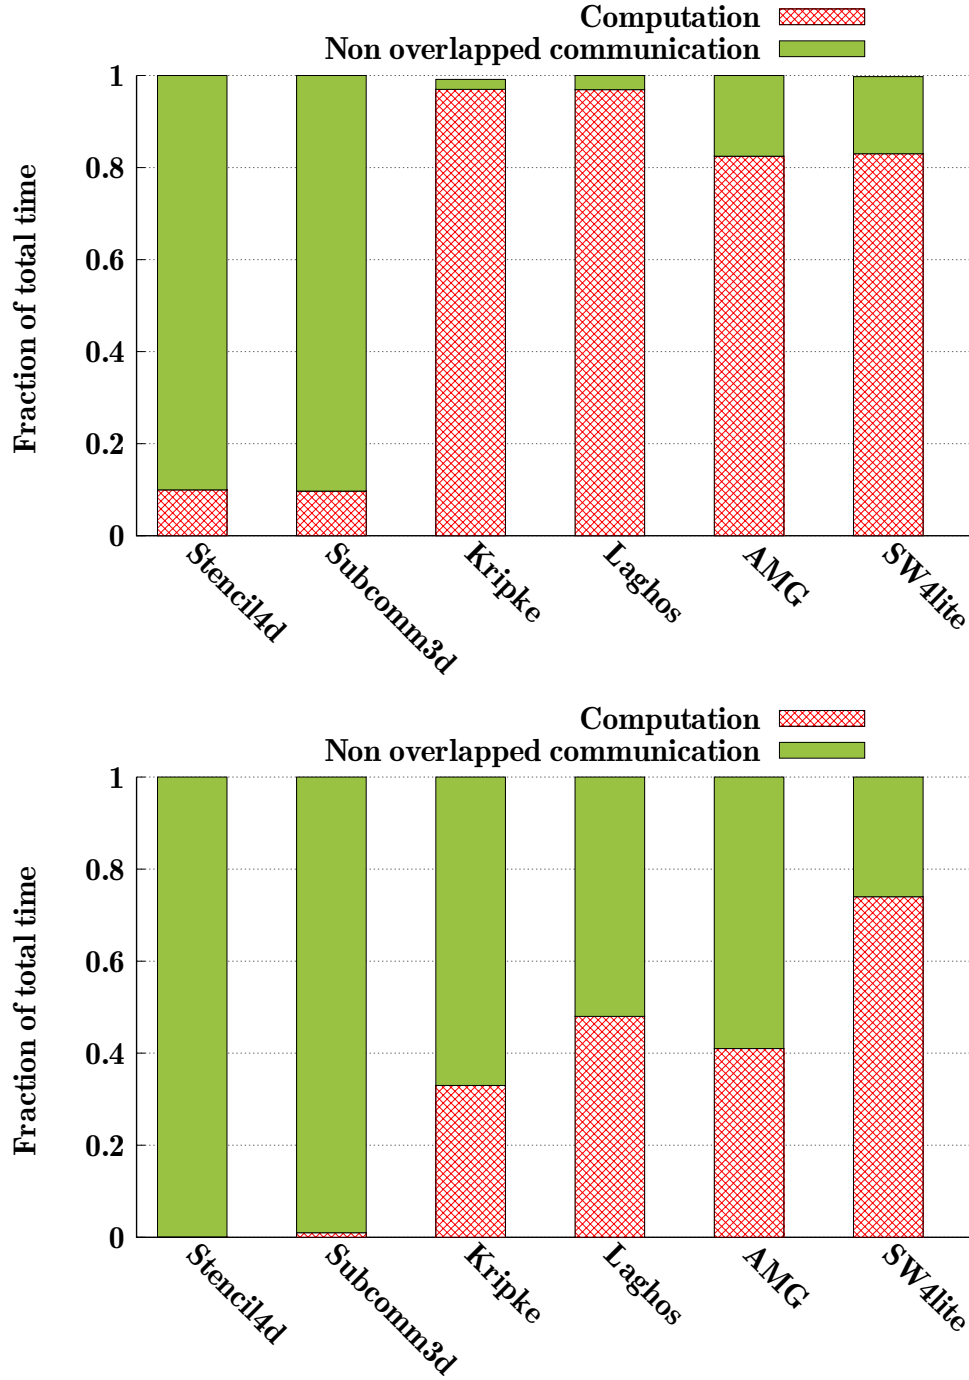 Computation
Non overlapped communication
1
0.8
0.6
0.4
0.2
0
Fraction of total time
Stencil4d
Subcomm3d
Kripke
Laghos
AMG
SW4lite
Computation
Non overlapped communication
1
0.8
0.6
0.4
0.2
0
Fraction of total time
Stencil4d
Subcomm3d
Kripke
Laghos
AMG
SW4lite